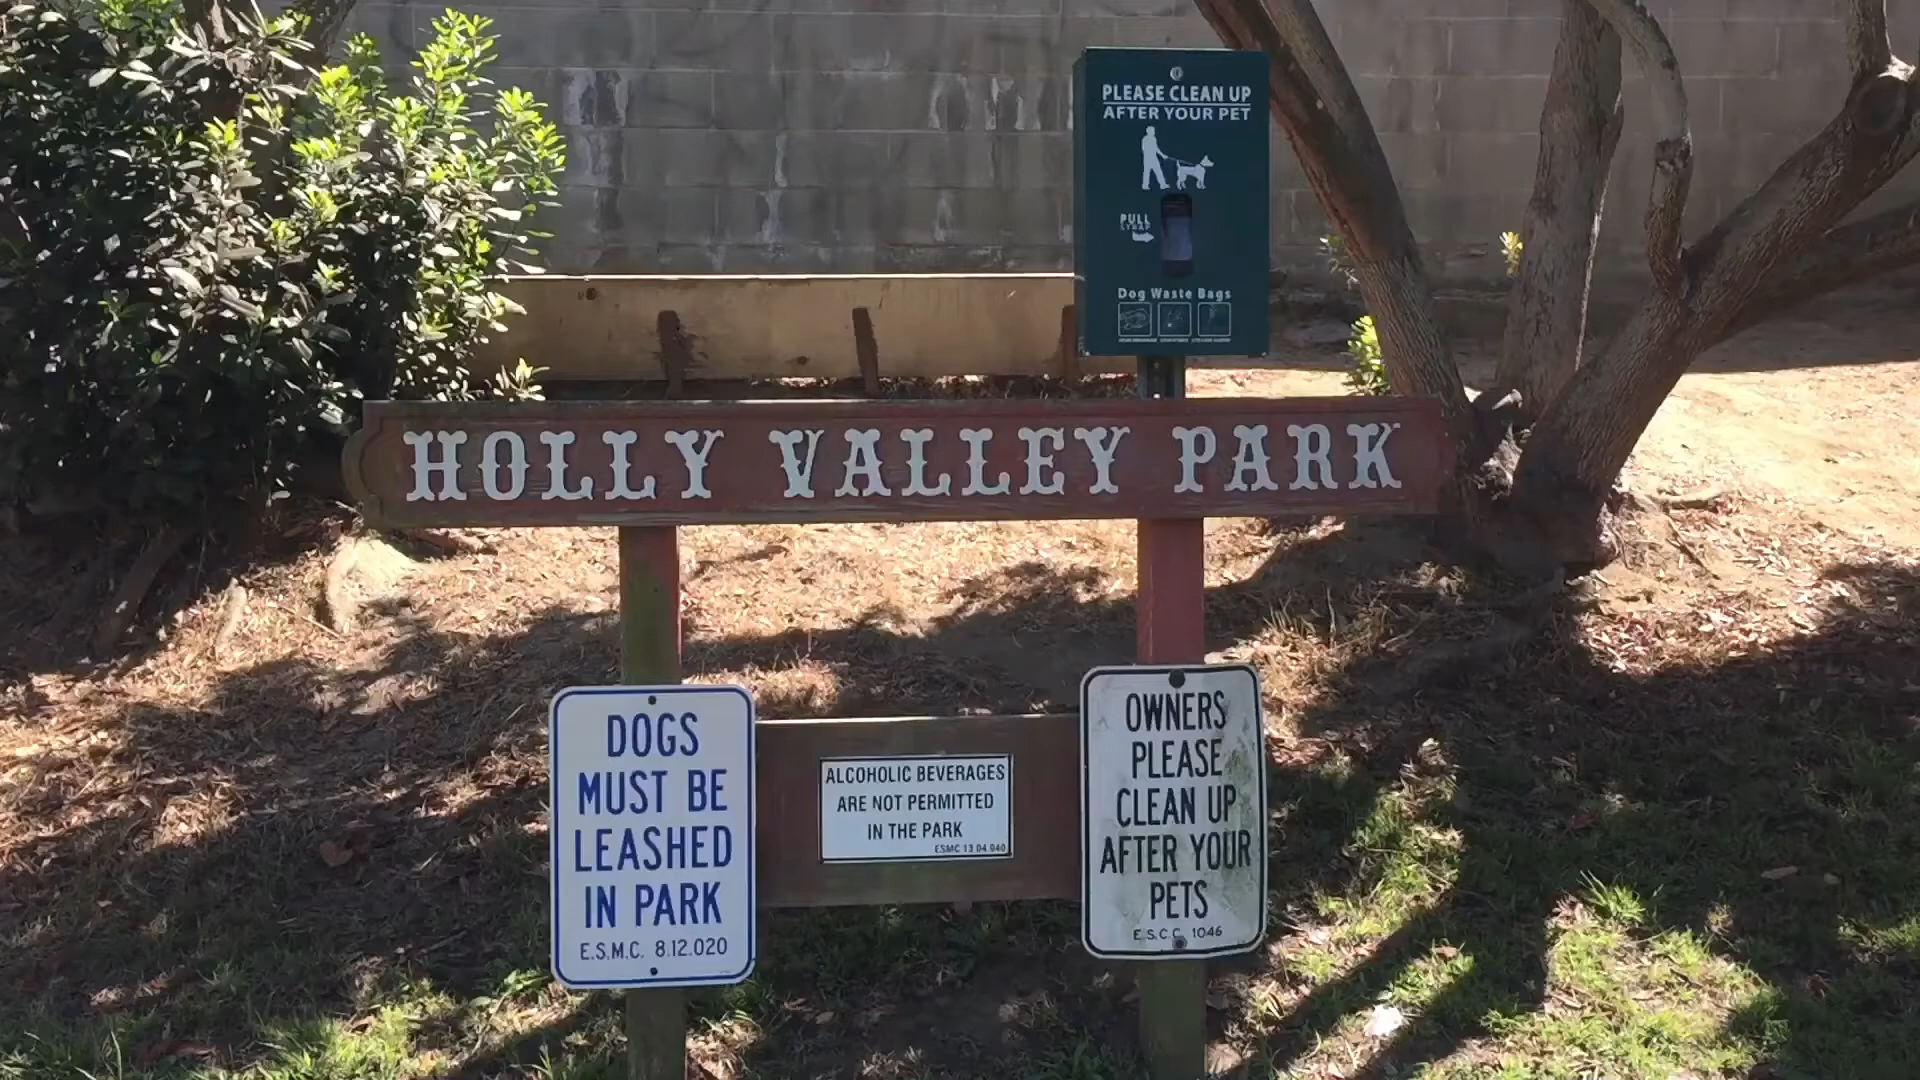 PLEASE CLEAN UP
AFTER YOUR PET
PULL
STRAP
Dog Waste Bags
HOLLY VALLEY PARK
DOGS
MUST BE
LEASHED
IN PARK
E.S.M.C. 8.12.020
ALCOHOLIC BEVERAGES
ARE NOT PERMITTED
IN THE PARK
ESMC 13.04.040
OWNERS
PLEASE
CLEAN UP
AFTER YOUR
PETS
E.S.C.C. 1046